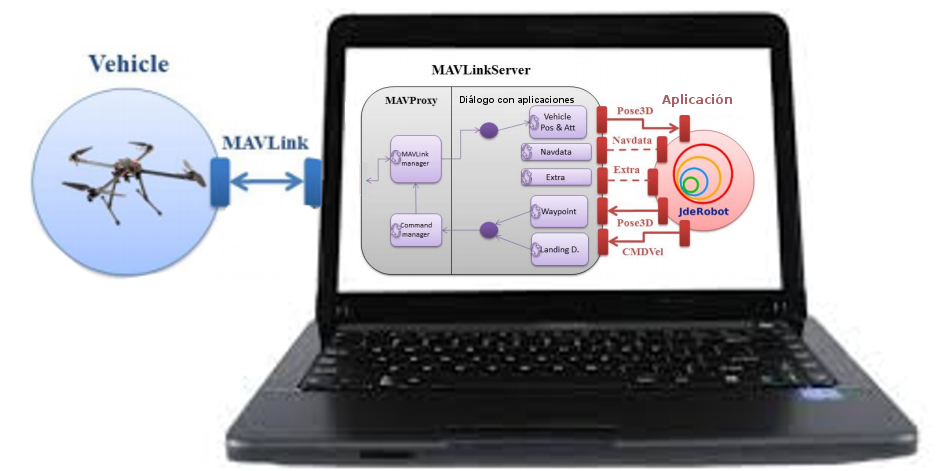 Vehicle
MAVLink
MAVLinkServer
MAVProxy
Diálogo con aplicaciones
Aplicación
MAVLink
manager
Command
manager
Vehicle
Pos & Att
Navdata
Extra
Waypoint
Landing D.
Pose3D
Navdata
Extra
Pose3D
CMDVel
JdeRobot